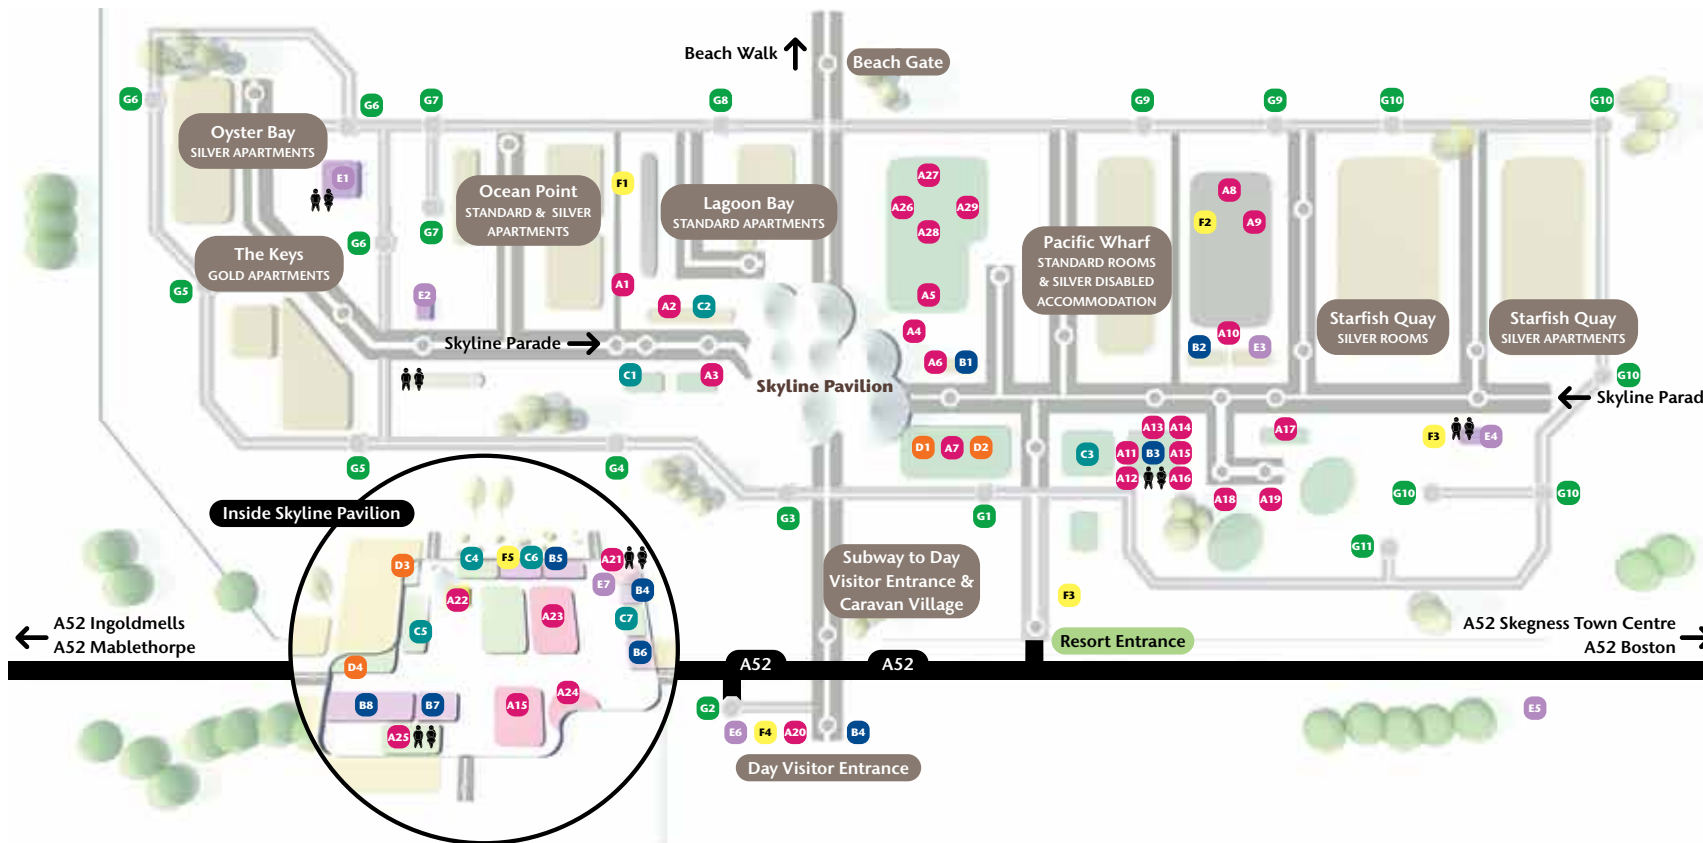 Beach Walk
Beach Gate
G6
G6
G7
G8
G9
G9
G10
G10
Oyster Bay
SILVER APARTMENTS
E1
F1
A27
A8
Ocean Point
STANDARD & SILVER
APARTMENTS
Lagoon Bay
STANDARD APARTMENTS
A26
A29
A28
F2
A9
G7
G6
The Keys
GOLD APARTMENTS
Pacific Wharf
STANDARD ROOMS
& SILVER DISABLED
ACCOMMODATION
G5
E2
A1
A2
C2
A5
A4
A10
Starfish Quay
SILVER ROOMS
Starfish Quay
SILVER APARTMENTS
Skyline Parade
B2
E3
A6
B1
C1
A3
Skyline Pavilion
G10
Skyline Parad
G5
G4
D1
A7
D2
C3
A13
A14
A11
B3
A15
A12
A16
A17
F3
E4
A18
A19
G10
G10
G3
G1
G11
Inside Skyline Pavilion
C4
F5
C6
B5
A21
D3
E7
B4
A22
A23
C5
C7
B6
D4
B8
B7
A15
A24
A25
Subway to Day
Visitor Entrance &
Caravan Village
F3
Resort Entrance
A52 Ingoldmells
A52 Mablethorpe
A52 Skegness Town Centre
A52 Boston
A52
A52
G2
E6
F4
A20
B4
E5
Day Visitor Entrance